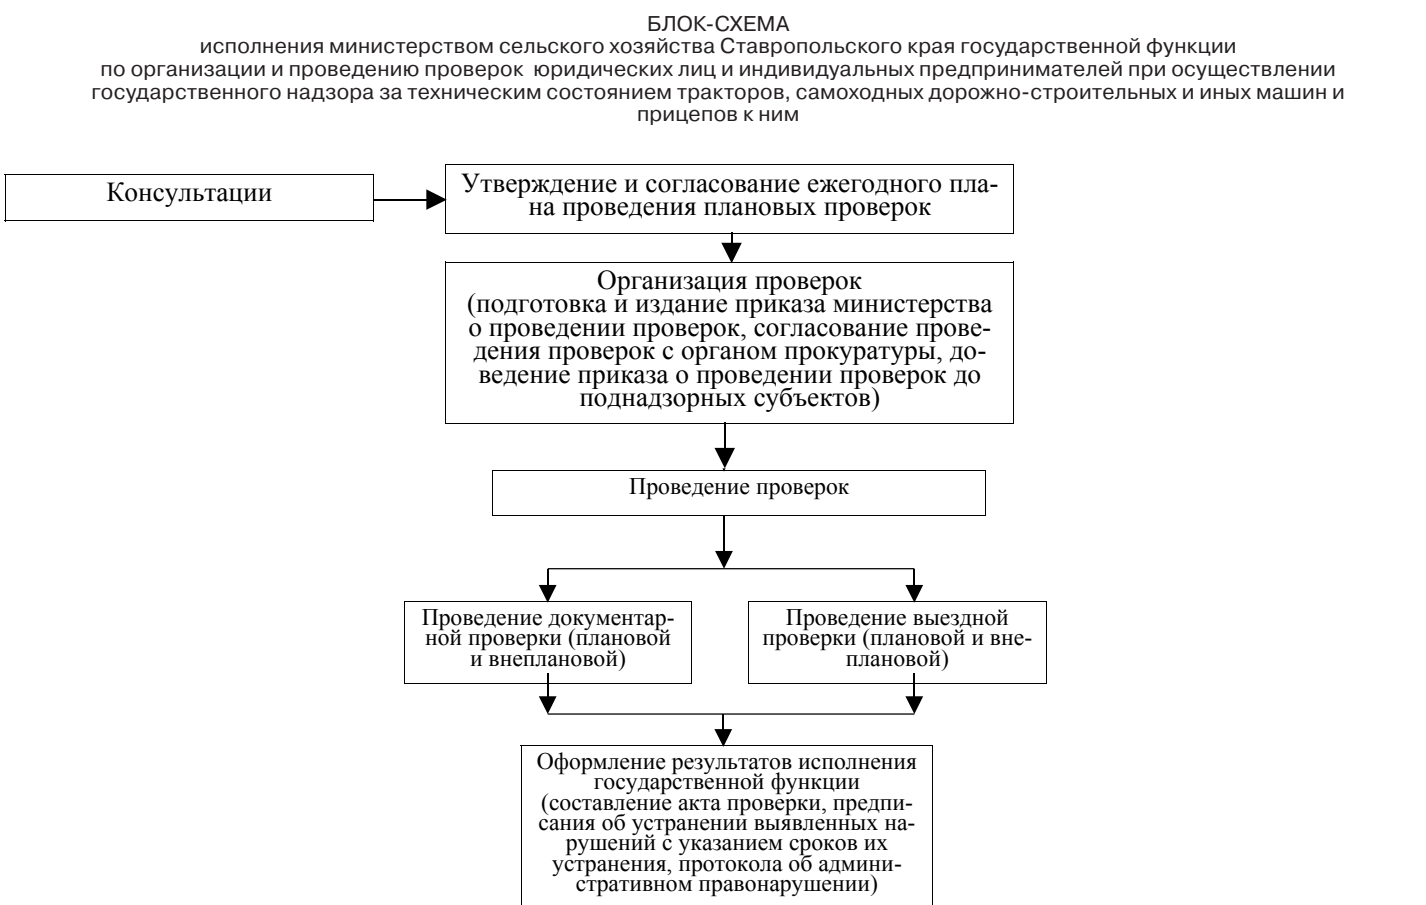 БЛОК-СХЕМА
исполнения министерством сельского хозяйства Ставропольского края государственной функции
по организации и проведению проверок юридических лиц и индивидуальных предпринимателей при осуществлении
государственного надзора за техническим состоянием тракторов, самоходных дорожно-строительных и иных машин и
прицепов к ним
Консультации
Утверждение и согласование ежегодного пла-
на проведения плановых проверок
Организация проверок
(подготовка и издание приказа министерства
о проведении проверок, согласование прове-
дения проверок с органом прокуратуры, до-
ведение приказа о проведении проверок до
поднадзорных субъектов)
Проведение проверок
Проведение документар-
ной проверки (плановой
и внеплановой)
Проведение выездной
проверки (плановой и вне-
плановой)
Оформление результатов исполнения
государственной функции
(составление акта проверки, предпи-
сания об устранении выявленных на-
рушений с указанием сроков их
устранения, протокола об админи-
стративном правонарушении)